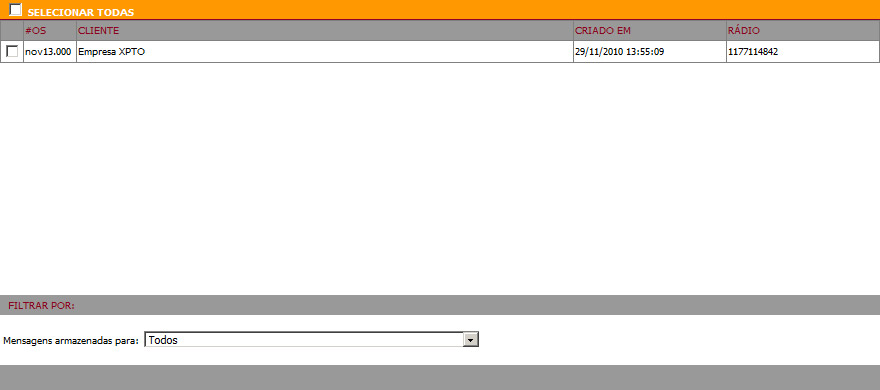 SELECIONAR TODAS
#OS CLIENTE CRIADO EM RÁDIO
nov13.000 Empresa XPTO 29/11/2010 13:55:09 1177114842
FILTRAR POR:
Mensagens armazenadas para: Todos